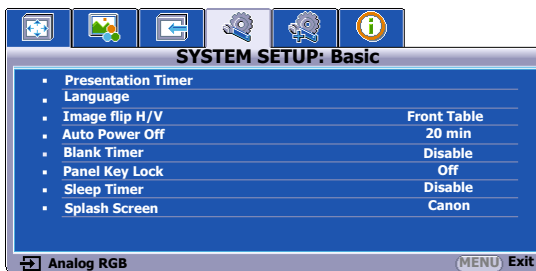 SYSTEM SETUP: Basic
Presentation Timer
Language
Image flip H/V Front Table
Auto Power Off 20 min
Blank Timer Disable
Panel Key Lock Off
Sleep Timer Disable
Splash Screen Canon
Analog RGB MENU Exit